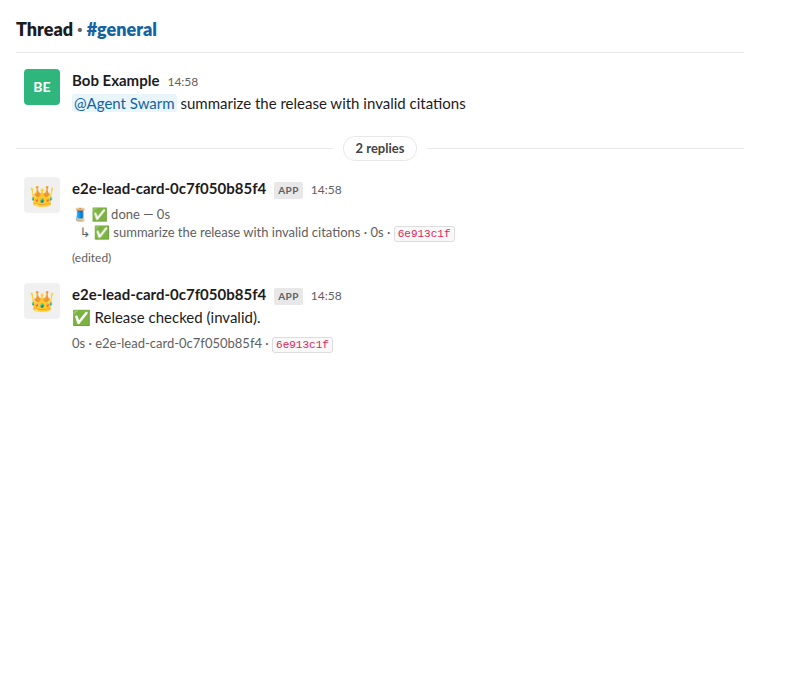 Thread • #general
BE
Bob Example 14:58
@Agent Swarm summarize the release with invalid citations
2 replies
e2e-lead-card-0c7f050b85f4 APP 14:58
🧵 ✅ done — 0s
↳ ✅ summarize the release with invalid citations · 0s · 6e913c1f
(edited)
e2e-lead-card-0c7f050b85f4 APP 14:58
✅ Release checked (invalid).
0s · e2e-lead-card-0c7f050b85f4 · 6e913c1f